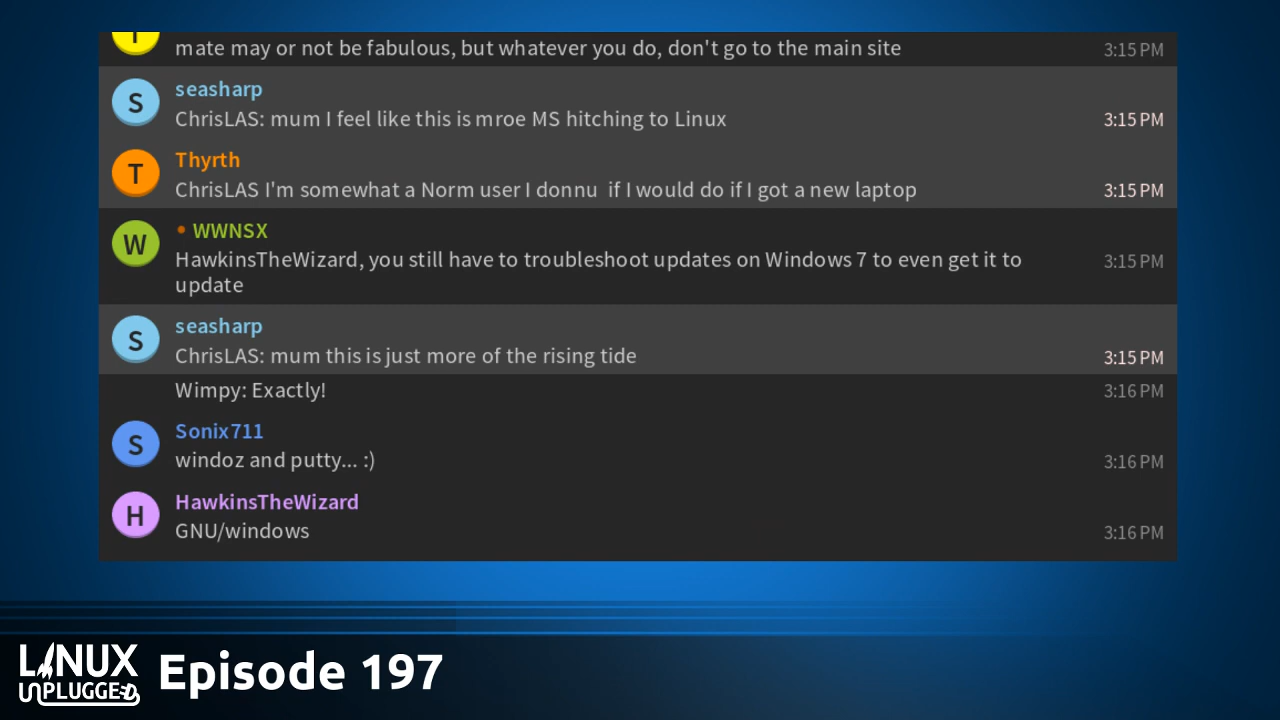 T
mate may or not be fabulous, but whatever you do, don't go to the main site 3:15 PM
S
seasharp
ChrisLAS: mum I feel like this is mroe MS hitching to Linux 3:15 PM
T
Thyrth
ChrisLAS I'm somewhat a Norm user I donnu if I would do if I got a new laptop 3:15 PM
W
• WWNSX
HawkinsTheWizard, you still have to troubleshoot updates on Windows 7 to even get it to 3:15 PM
update
S
seasharp
ChrisLAS: mum this is just more of the rising tide 3:15 PM
Wimpy: Exactly! 3:16 PM
S
Sonix711
windoz and putty... :) 3:16 PM
H
HawkinsTheWizard
GNU/windows 3:16 PM
LINUX
UNPLUGGED
Episode 197